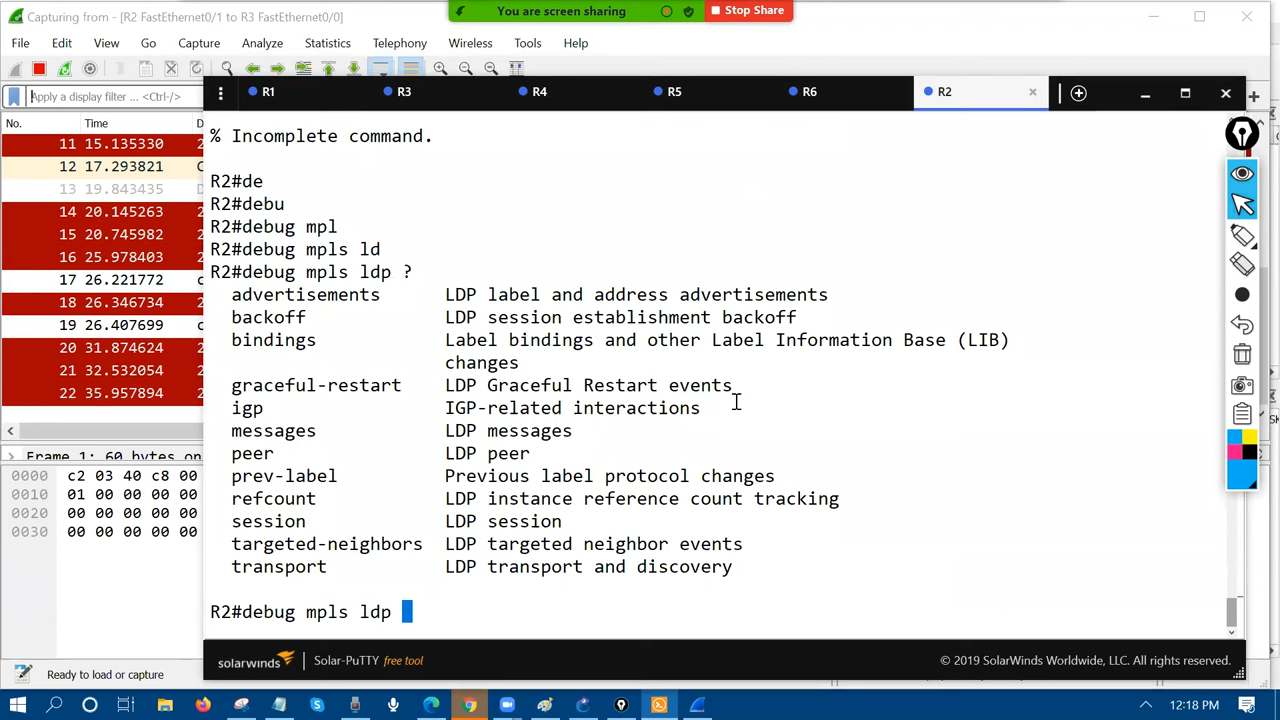 You are screen sharing
Stop Share
Capturing from - [R2 FastEthernet0/1 to R3 FastEthernet0/0]
File Edit View Go Capture Analyze Statistics Telephony Wireless Tools Help
Apply a display filter ... <Ctrl-/>
R1 R3 R4 R5 R6 R2
No. Time
11 15.135330
12 17.293821
13 19.843435
14 20.145263
15 20.745982
16 25.978403
17 26.221772
18 26.346734
19 26.407699
20 31.874624
21 32.532054
22 35.957894
Frame 1: 60 bytes on
0000 c2 03 40 c8 00
0010 01 00 00 00 00
0020 00 00 00 00 00
0030 00 00 00 00 00
Ready to load or capture
% Incomplete command.
R2#de
R2#debu
R2#debug mpl
R2#debug mpls ld
R2#debug mpls ldp ?
advertisements LDP label and address advertisements
backoff LDP session establishment backoff
bindings Label bindings and other Label Information Base (LIB)
changes
graceful-restart LDP Graceful Restart events
igp IGP-related interactions
messages LDP messages
peer LDP peer
prev-label Previous label protocol changes
refcount LDP instance reference count tracking
session LDP session
targeted-neighbors LDP targeted neighbor events
transport LDP transport and discovery
R2#debug mpls ldp
solarwinds Solar-PuTTY free tool
© 2019 SolarWinds Worldwide, LLC. All rights reserved.
12:18 PM